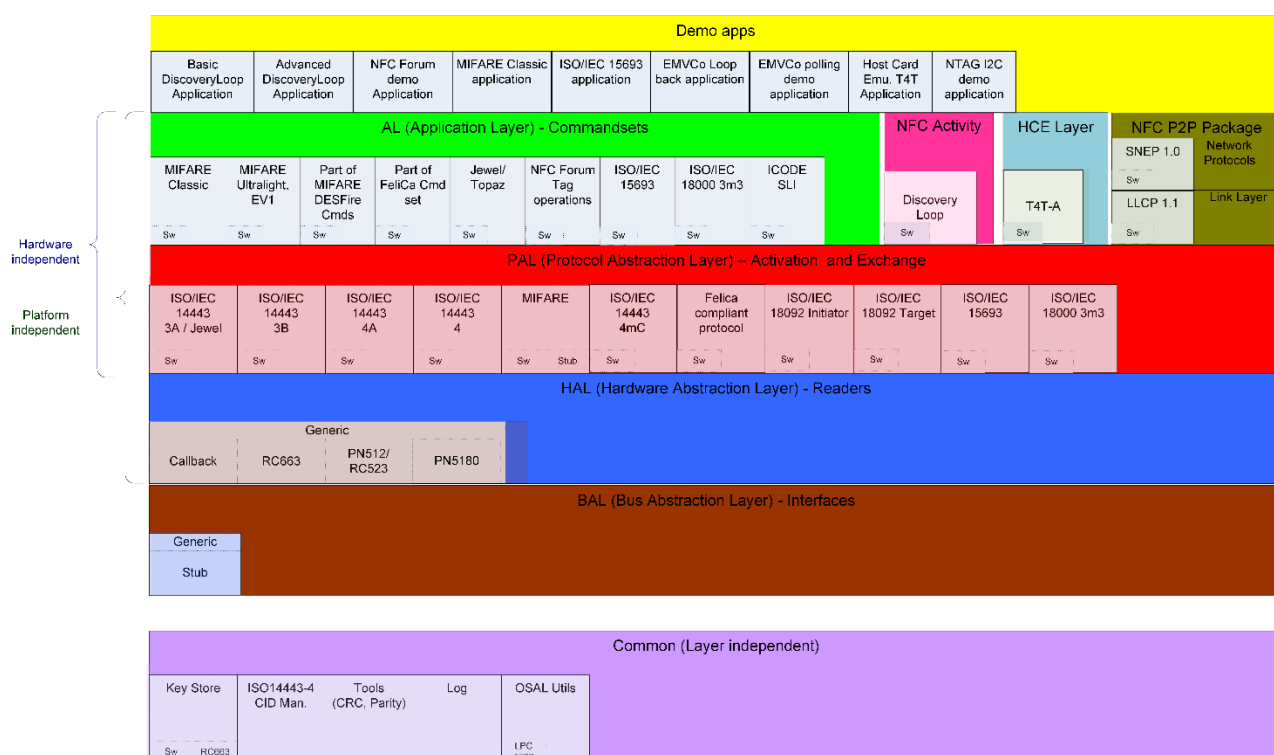 Demo apps
Basic
DiscoveryLoop
Application
Advanced
DiscoveryLoop
Application
NFC Forum
demo
Application
MIFARE Classic
application
ISO/IEC 15693
application
EMVCo Loop
back application
EMVCo polling
demo
application
Host Card
Emu. T4T
Application
NTAG I2C
demo
application
Hardware
independent
Platform
independent
AL (Application Layer) - Commandsets
MIFARE
Classic
Sw
MIFARE
Ultralight,
EV1
Sw
Part of
MIFARE
DESFire
Cmds
Sw
Part of
FeliCa Cmd
set
Sw
Jewel/
Topaz
Sw
NFC Forum
Tag
operations
Sw
ISO/IEC
15693
Sw
ISO/IEC
18000 3m3
Sw
ICODE
SLI
Sw
NFC Activity
Discovery
Loop
Sw
HCE Layer
T4T-A
Sw
NFC P2P Package
SNEP 1.0
Sw
Network
Protocols
LLCP 1.1
Sw
Link Layer
PAL (Protocol Abstraction Layer) – Activation and Exchange
ISO/IEC
14443
3A / Jewel
Sw
ISO/IEC
14443
3B
Sw
ISO/IEC
14443
4A
Sw
ISO/IEC
14443
4
Sw
MIFARE
Sw Stub
ISO/IEC
14443
4mC
Sw
Felica
compliant
protocol
Sw
ISO/IEC
18092 Initiator
Sw
ISO/IEC
18092 Target
Sw
ISO/IEC
15693
Sw
ISO/IEC
18000 3m3
Sw
HAL (Hardware Abstraction Layer) - Readers
Generic
Callback
RC663
PN512/
RC523
PN5180
BAL (Bus Abstraction Layer) - Interfaces
Generic
Stub
Common (Layer independent)
Key Store
Sw RC663
ISO14443-4
CID Man.
Tools
(CRC, Parity)
Log
OSAL Utils
LPC